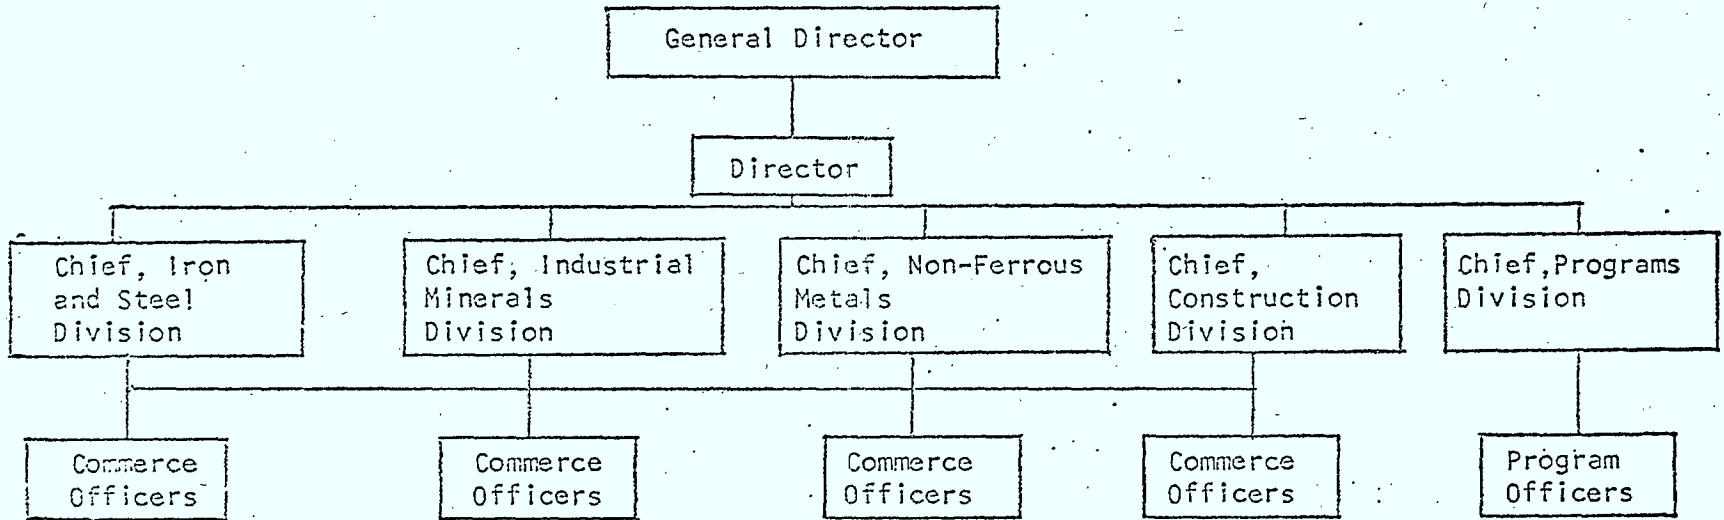 General Director
Director
Chief, Iron
and Steel
Division
Chief, Industrial
Minerals
Division
Chief, Non-Ferrous
Metals
Division
Chief,
Construction
Division
Chief,Programs
Division
Commerce
Officers
Commerce
Officers
Commerce
Officers
Commerce
Officers
Program
Officers